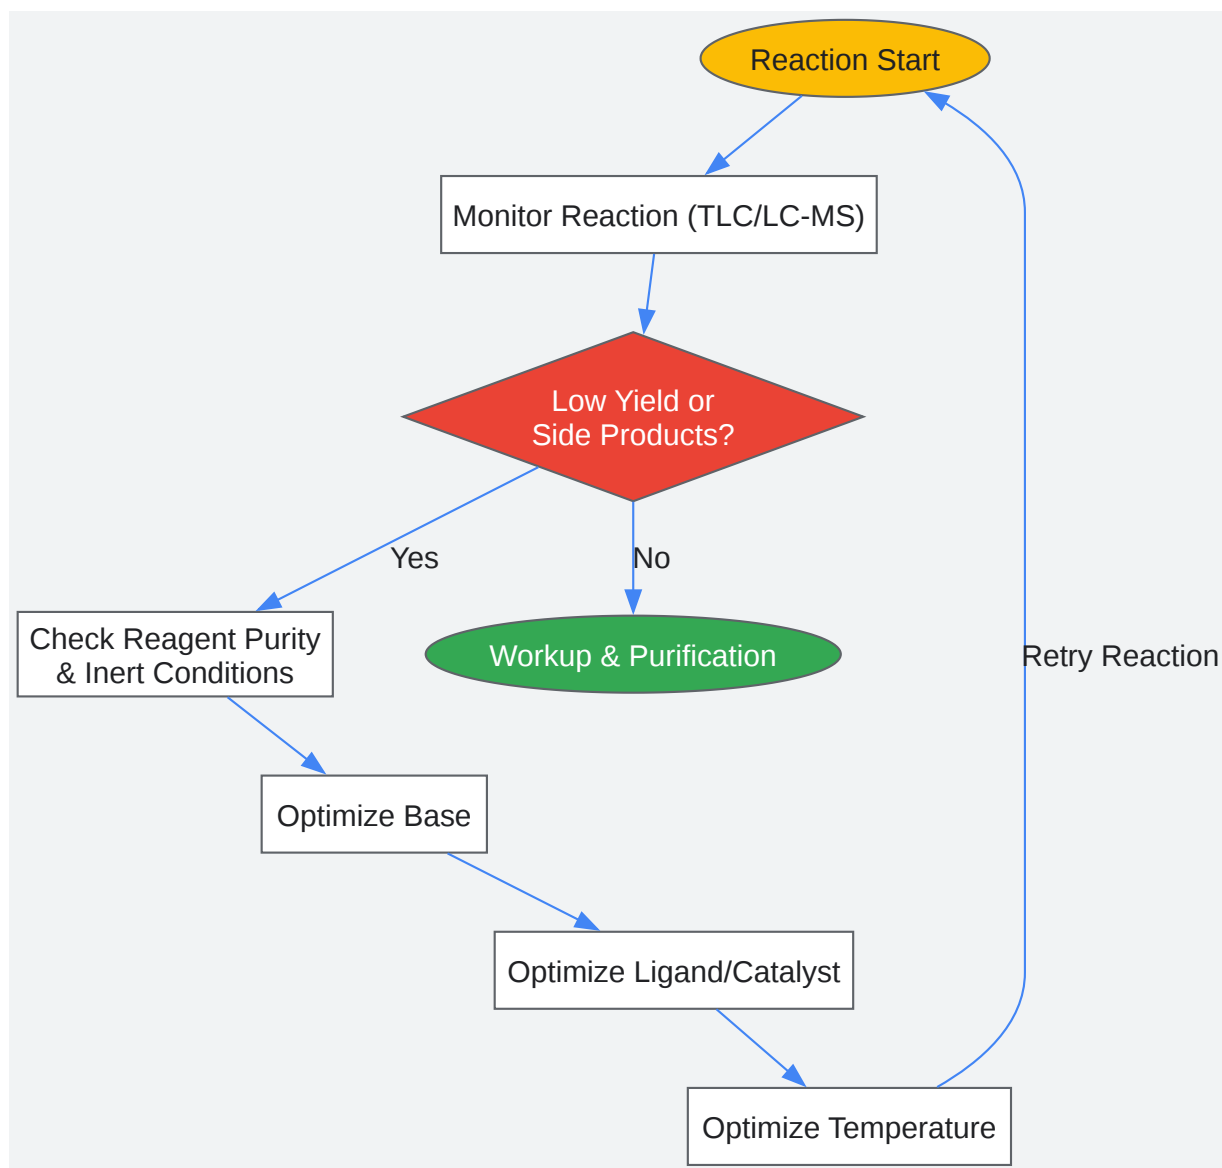 Reaction Start
Monitor Reaction (TLC/LC-MS)
Low Yield or
Side Products?
Yes
No
Check Reagent Purity
& Inert Conditions
Workup & Purification
Retry Reaction
Optimize Base
Optimize Ligand/Catalyst
Optimize Temperature